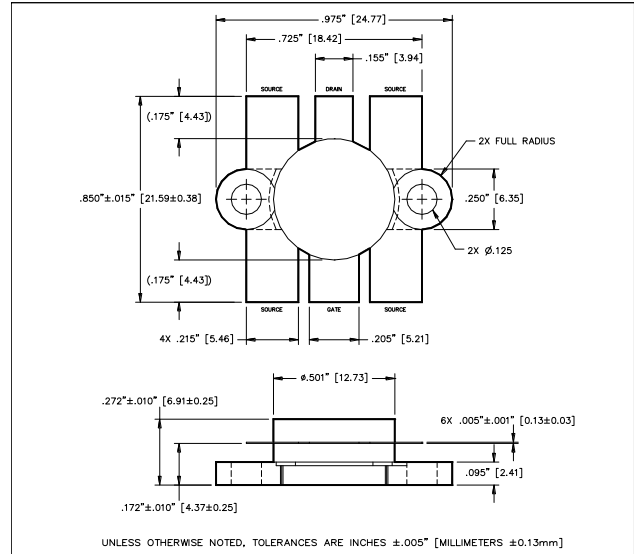 .975" [24.77]
.725" [18.42]
.155" [3.94]
SOURCE
DRAIN
SOURCE
(.175" [4.43])
2X FULL RADIUS
.850"±.015" [21.59±0.38]
.250" [6.35]
2X Ø.125
(.175" [4.43])
SOURCE
GATE
SOURCE
4X .215" [5.46]
.205" [5.21]
ø.501" [12.73]
.272"±.010" [6.91±0.25]
6X .005"±.001" [0.13±0.03]
.095" [2.41]
.172"±.010" [4.37±0.25]
UNLESS OTHERWISE NOTED, TOLERANCES ARE INCHES ±.005" [MILLIMETERS ±0.13mm]